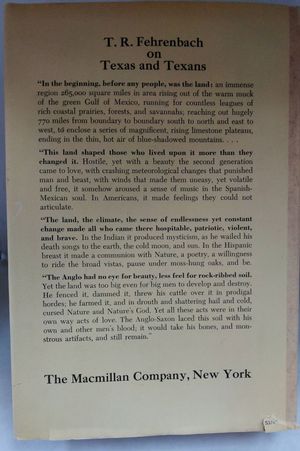 T. R. Fehrenbach
on
Texas and Texans
"In the beginning, before any people, was the land: an immense
region 265,000 square miles in area rising out of the warm muck
of the green Gulf of Mexico, running for countless leagues of
rich coastal prairies, forests, and savannahs; reaching out hugely
770 miles from boundary to boundary south to north and east to
west, to enclose a series of magnificent, rising limestone plateaus,
ending in the thin, hot air of blue-shadowed mountains. . . .
"This land shaped those who lived upon it more than they
changed it. Hostile, yet with a beauty the second generation
came to love, with crashing meteorological changes that punished
man and beast, with winds that made them uneasy, yet volatile
and free, it somehow aroused a sense of music in the Spanish-
Mexican soul. In Americans, it made feelings they could not
articulate.
"The land, the climate, the sense of endlessness yet constant
change made all who came there hospitable, patriotic, violent,
and brave. In the Indian it produced mysticism, as he wailed his
death songs to the earth, the cold moon, and sun. In the Hispanic
breast it made a communion with Nature, a poetry, a willingness
to ride the broad vistas, pause under moss-hung oaks, and be.
"The Anglo had no eye for beauty, less feel for rock-ribbed soil.
Yet the land was too big even for big men to develop and destroy.
He fenced it, dammed it, threw his cattle over it in prodigal
hordes; he farmed it, and in drouth and shattering hail and cold,
cursed Nature and Nature's God. Yet all these acts were in their
own way acts of love. The Anglo-Saxon laced this soil with his
own and other men's blood; it would take his bones, and mon-
strous artifacts, and still remain."
The Macmillan Company, New York